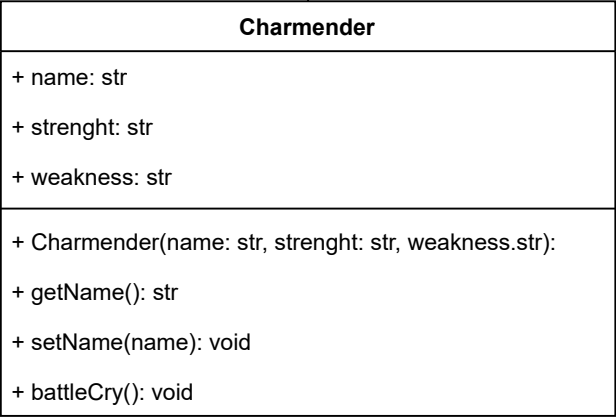 Charmender
+ name: str
+ strenght: str
+ weakness: str
+ Charmender(name: str, strenght: str, weakness.str):
+ getName(): str
+ setName(name): void
+ battleCry(): void